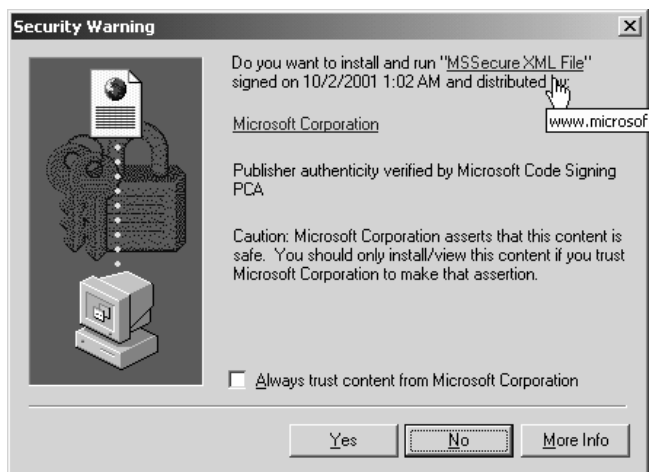 Security Warning
Do you want to install and run "MSSecure XML File"
signed on 10/2/2001 1:02 AM and distributed by:
www.microsof
Microsoft Corporation
Publisher authenticity verified by Microsoft Code Signing
PCA
Caution: Microsoft Corporation asserts that this content is
safe. You should only install/view this content if you trust
Microsoft Corporation to make that assertion.
Always trust content from Microsoft Corporation
Yes No More Info